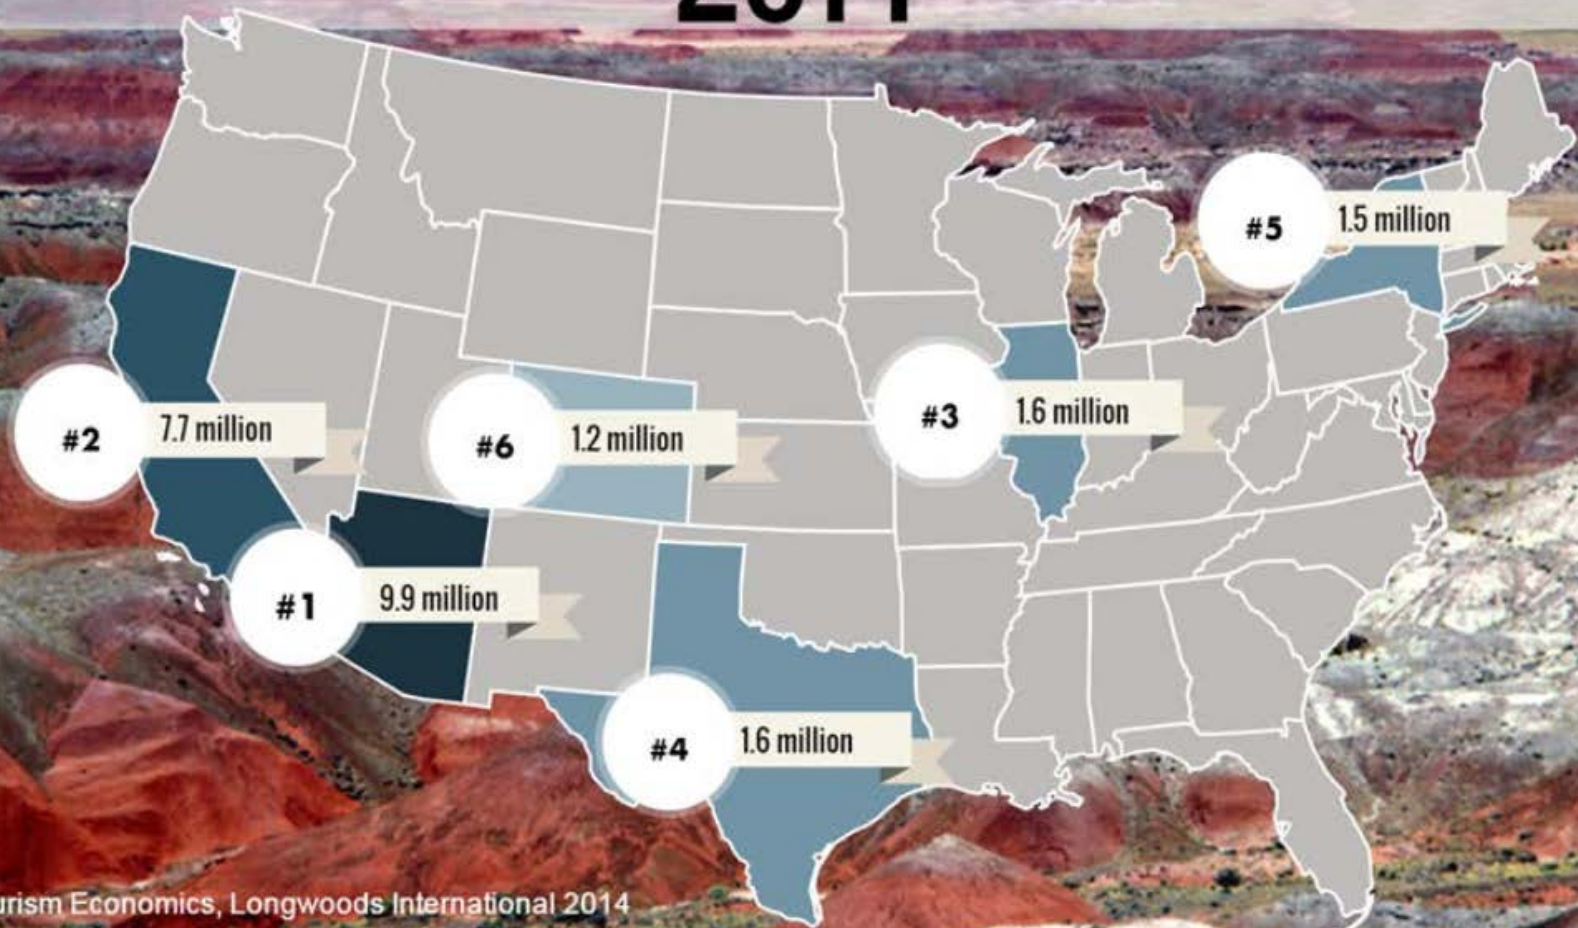 #5
1.5 million
#2
7.7 million
#6
1.2 million
#3
1.6 million
#1
9.9 million
#4
1.6 million
Economics, Longwoods International 2014